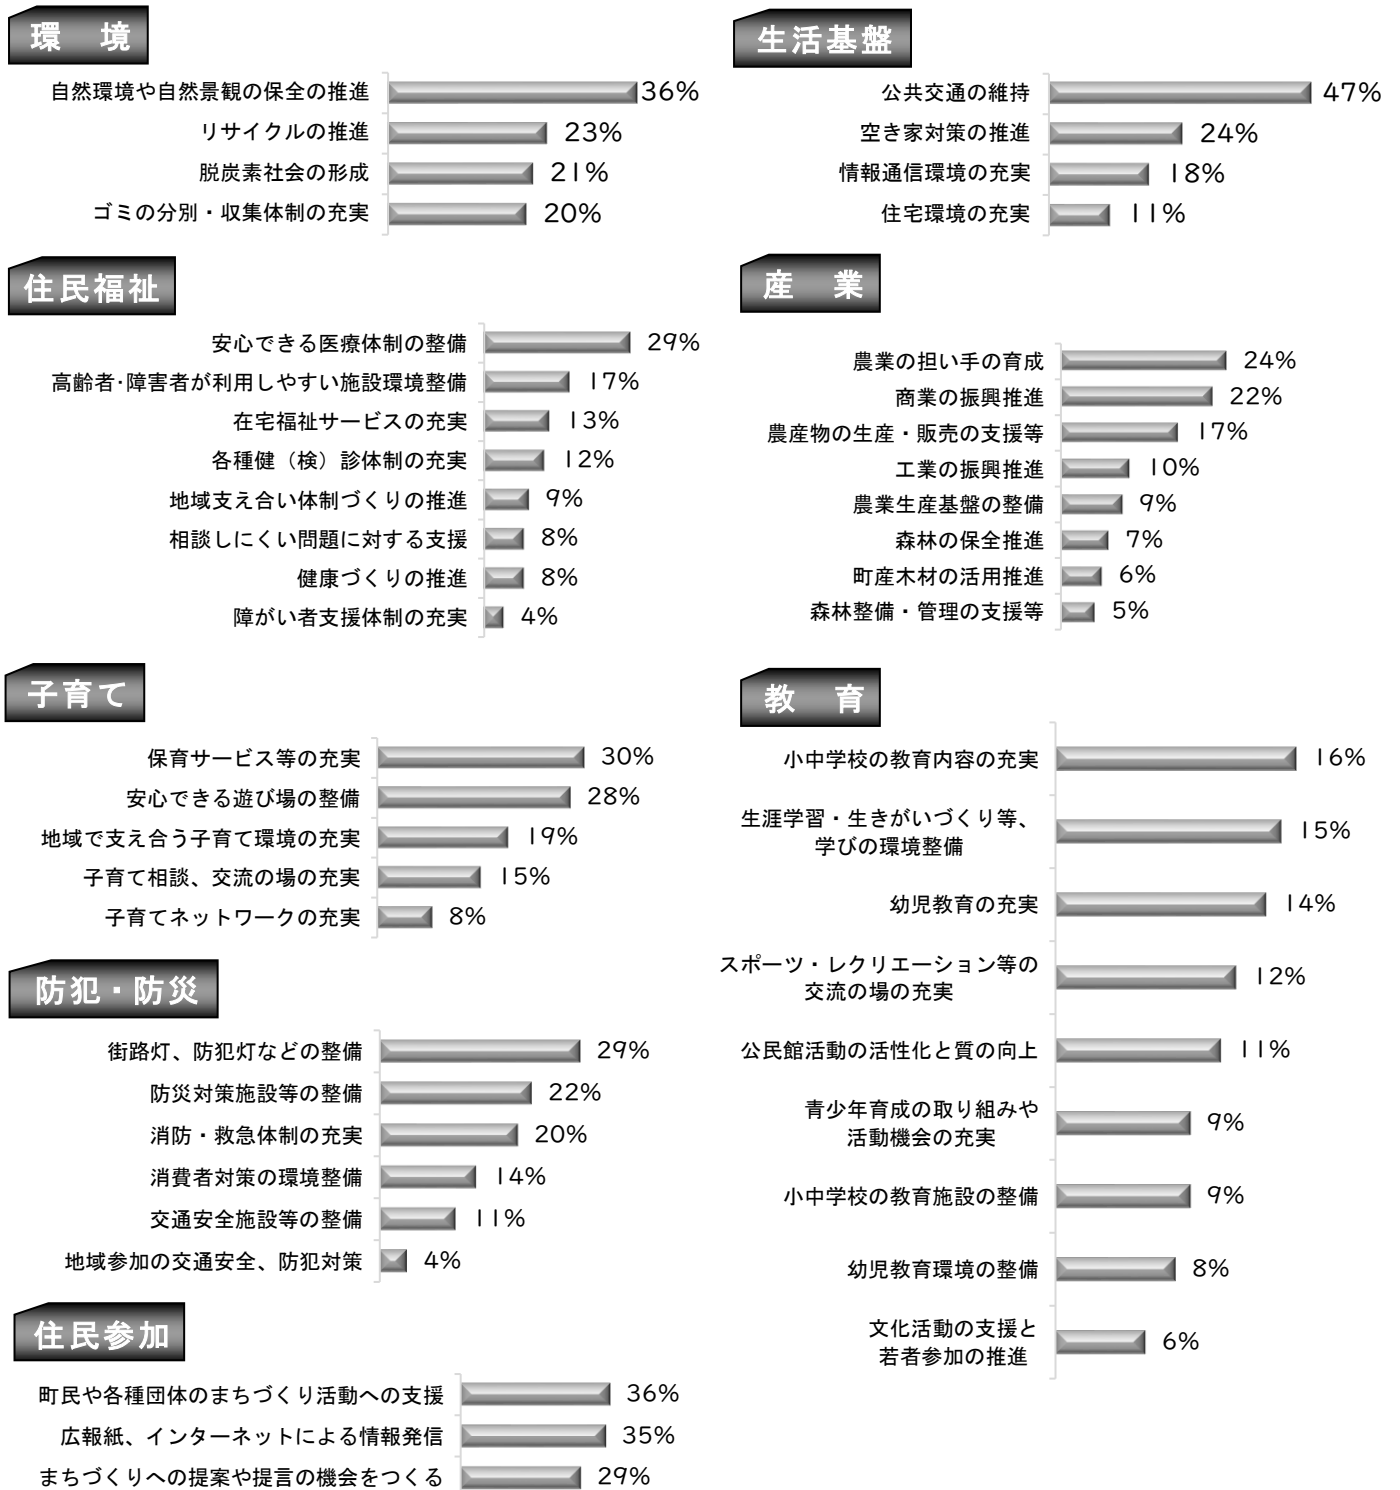 環　境
自然環境や自然景観の保全の推進 36%
リサイクルの推進 23%
脱炭素社会の形成 21%
ゴミの分別・収集体制の充実 20%
生活基盤
公共交通の維持 47%
空き家対策の推進 24%
情報通信環境の充実 18%
住宅環境の充実 11%
住民福祉
安心できる医療体制の整備 29%
高齢者･障害者が利用しやすい施設環境整備 17%
在宅福祉サービスの充実 13%
各種健（検）診体制の充実 12%
地域支え合い体制づくりの推進 9%
相談しにくい問題に対する支援 8%
健康づくりの推進 8%
障がい者支援体制の充実 4%
産　業
農業の担い手の育成 24%
商業の振興推進 22%
農産物の生産・販売の支援等 17%
工業の振興推進 10%
農業生産基盤の整備 9%
森林の保全推進 7%
町産木材の活用推進 6%
森林整備・管理の支援等 5%
子育て
保育サービス等の充実 30%
安心できる遊び場の整備 28%
地域で支え合う子育て環境の充実 19%
子育て相談、交流の場の充実 15%
子育てネットワークの充実 8%
教　育
小中学校の教育内容の充実 16%
生涯学習・生きがいづくり等、
学びの環境整備 15%
幼児教育の充実 14%
スポーツ・レクリエーション等の
交流の場の充実 12%
公民館活動の活性化と質の向上 11%
青少年育成の取り組みや
活動機会の充実 9%
小中学校の教育施設の整備 9%
幼児教育環境の整備 8%
文化活動の支援と
若者参加の推進 6%
防犯・防災
街路灯、防犯灯などの整備 29%
防災対策施設等の整備 22%
消防・救急体制の充実 20%
消費者対策の環境整備 14%
交通安全施設等の整備 11%
地域参加の交通安全、防犯対策 4%
住民参加
町民や各種団体のまちづくり活動への支援 36%
広報紙、インターネットによる情報発信 35%
まちづくりへの提案や提言の機会をつくる 29%